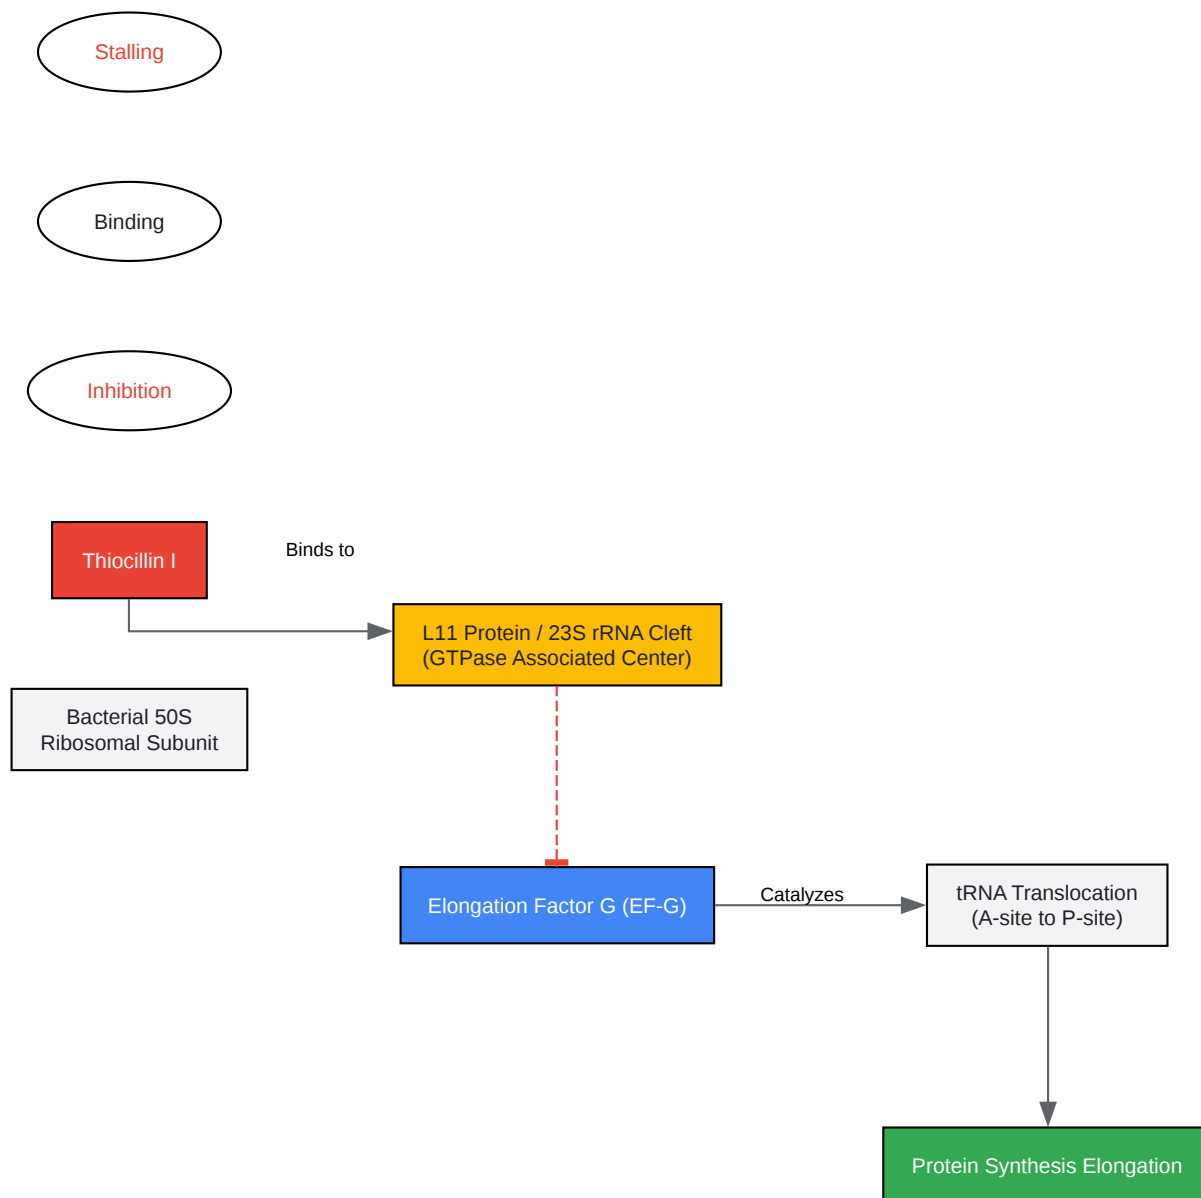 Stalling
Binding
Inhibition
Thiocillin I
Binds to
L11 Protein / 23S rRNA Cleft
(GTPase Associated Center)
Bacterial 50S
Ribosomal Subunit
Elongation Factor G (EF-G)
Catalyzes
tRNA Translocation
(A-site to P-site)
Protein Synthesis Elongation